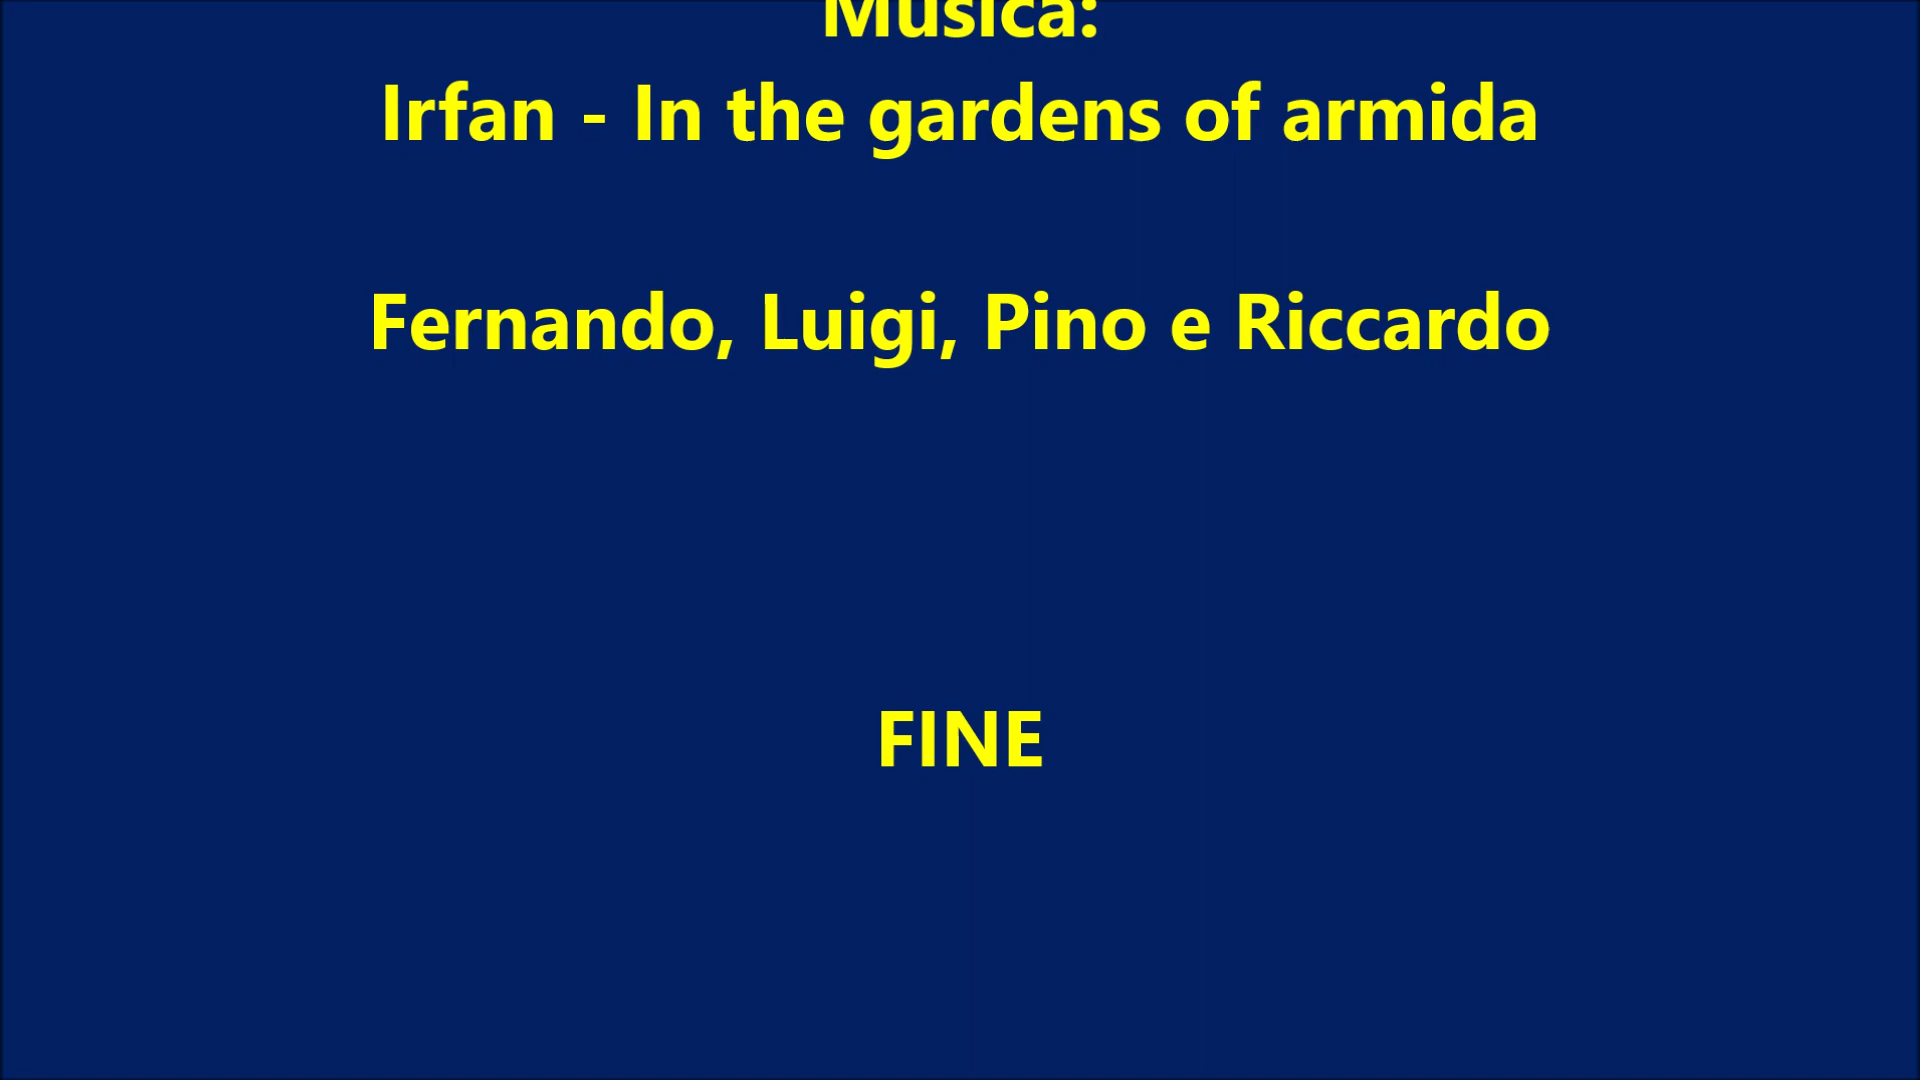 Musica:
Irfan - In the gardens of armida
Fernando, Luigi, Pino e Riccardo
FINE